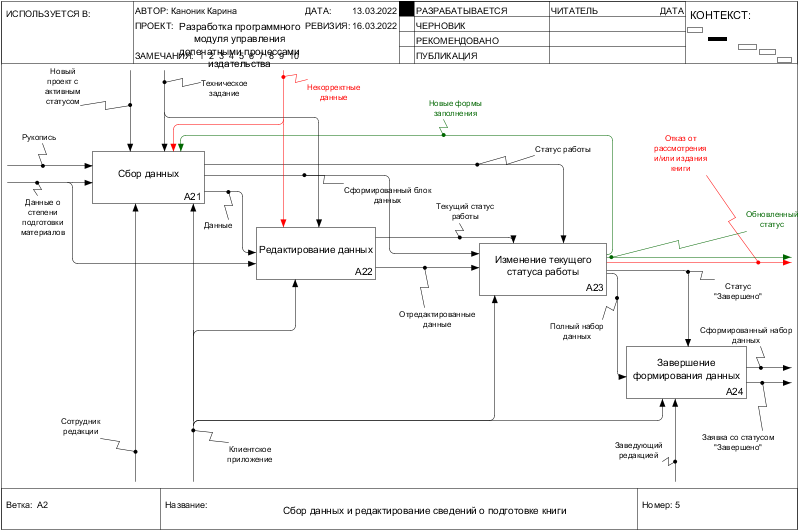 ИСПОЛЬЗУЕТСЯ В:
АВТОР: Каноник Карина
ДАТА: 13.03.2022
ПРОЕКТ: Разработка программного
модуля управления
допечатными процессами
издательства
РЕВИЗИЯ: 16.03.2022
ЗАМЕЧАНИЯ: 1 2 3 4 5 6 7 8 9 10
РАЗРАБАТЫВАЕТСЯ
ЧЕРНОВИК
РЕКОМЕНДОВАНО
ПУБЛИКАЦИЯ
ЧИТАТЕЛЬ
ДАТА
КОНТЕКСТ:
Новый
проект с
активным
статусом
Техническое
задание
Некорректные
данные
Новые формы
заполнения
Рукопись
Сбор данных
A21
Статус работы
Отказ от
рассмотрения
и/или издания
книги
Данные о
степени
подготовки
материалов
Данные
Сформированный блок
данных
Текущий статус
работы
Обновленный
статус
Редактирование данных
A22
Изменение текущего
статуса работы
A23
Отредактированные
данные
Полный набор
данных
Статус
"Завершено"
Сформированный набор
данных
Завершение
формирования данных
A24
Сотрудник
редакции
Клиентское
приложение
Заведующий
редакцией
Заявка со статусом
"Завершено"
Ветка: A2
Название:
Сбор данных и редактирование сведений о подготовке книги
Номер: 5